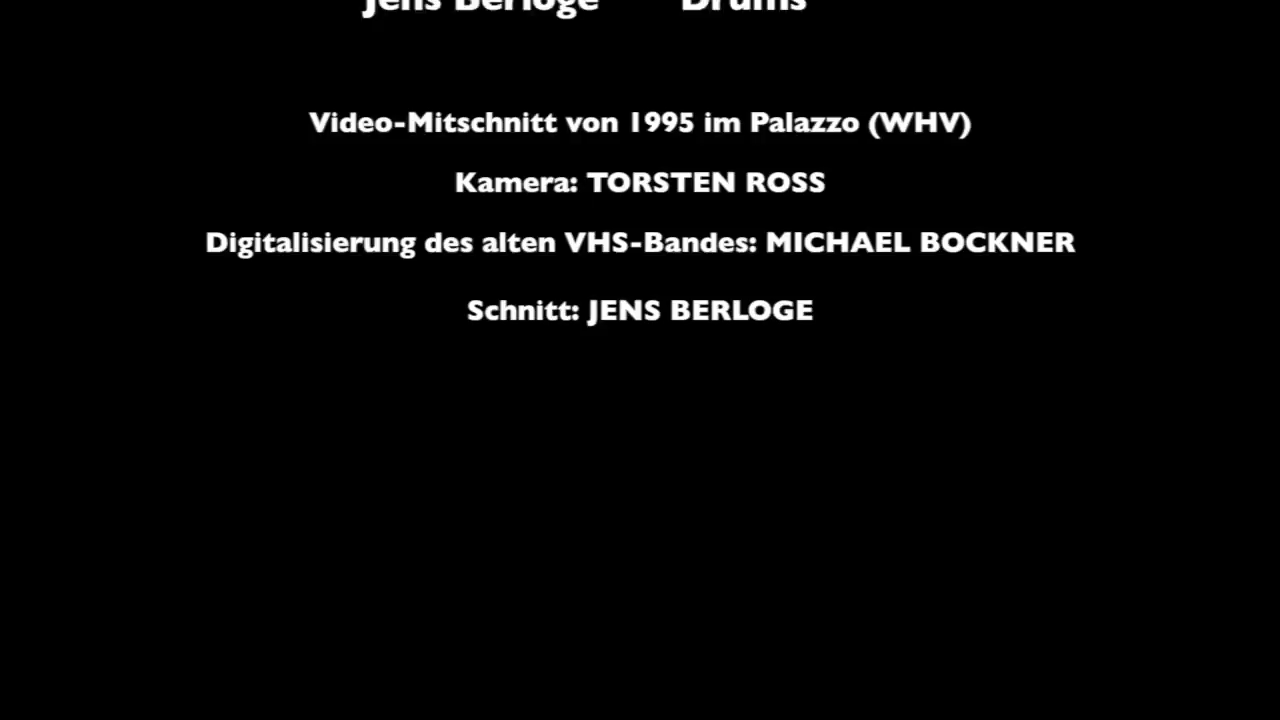 Jens Berloge Drums
Video-Mitschnitt von 1995 im Palazzo (WHV)
Kamera: TORSTEN ROSS
Digitalisierung des alten VHS-Bandes: MICHAEL BOCKNER
Schnitt: JENS BERLOGE